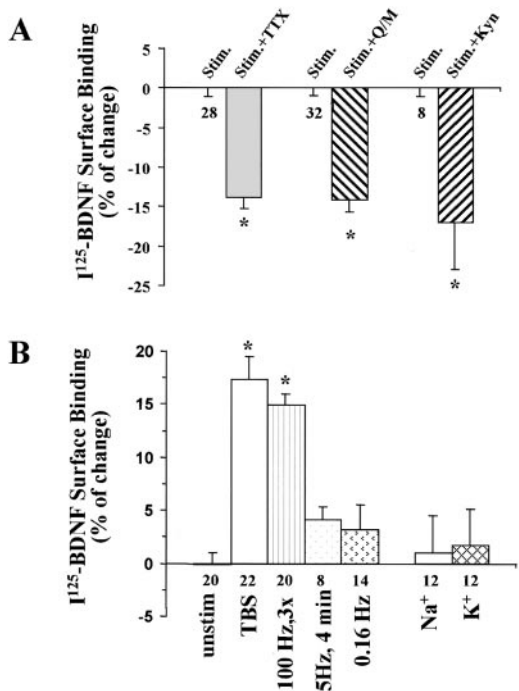 A
Stim.
Stim.+TTX
Stim.
Stim.+Q/M
Stim.
Stim.+Kyn
I¹²⁵-BDNF Surface Binding
(% of change)
5
0
-5
-10
-15
-20
-25
28
32
8
*
*
*
B
I¹²⁵-BDNF Surface Binding
(% of change)
20
15
10
5
0
-5
*
*
20
22
20
8
14
12
12
unstim
TBS
100 Hz,3x
5Hz, 4 min
0.16 Hz
Na⁺
K⁺